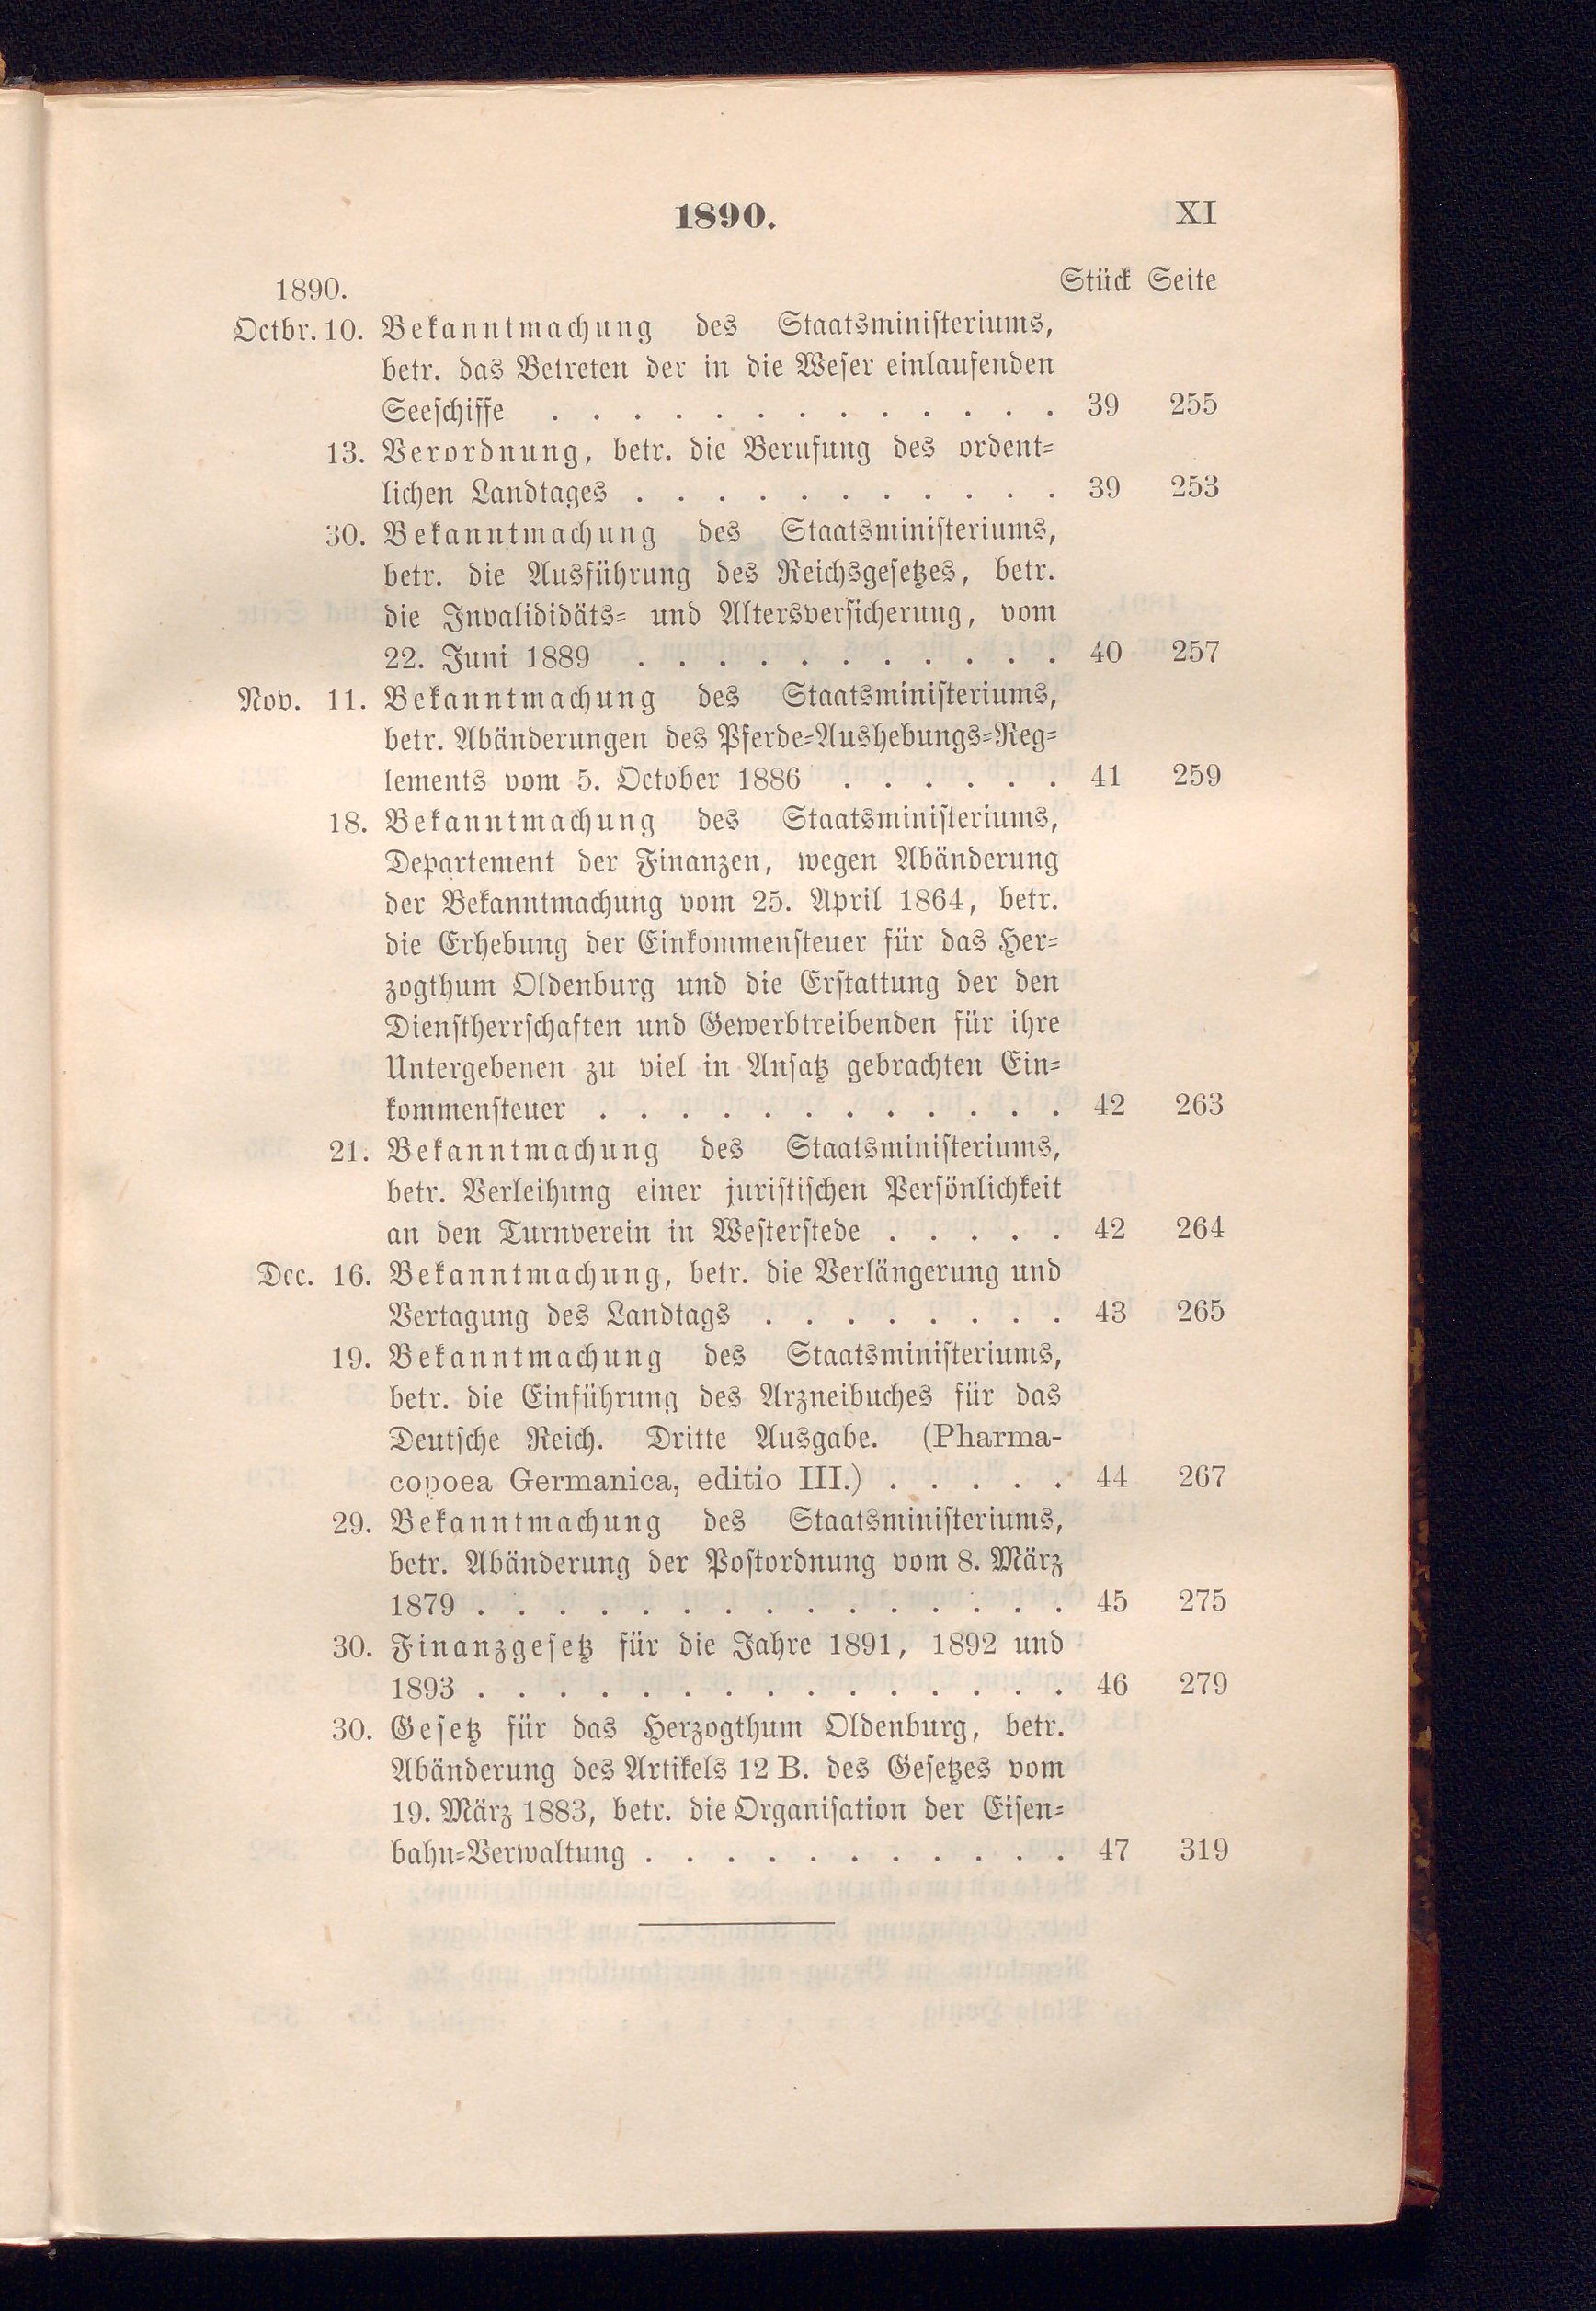 1890. XI
1890. Stück Seite
Octbr. 10. Bekanntmachung des Staatsministeriums,
betr. das Betreten der in die Weser einlaufenden
Seeschiffe . . . . . . . . . . . . . 39 255
13. Verordnung, betr. die Berufung des ordent-
lichen Landtages . . . . . . . . . . . 39 253
30. Bekanntmachung des Staatsministeriums,
betr. die Ausführung des Reichsgesetzes, betr.
die Invalididäts- und Altersversicherung, vom
22. Juni 1889 . . . . . . . . . . . 40 257
Nov. 11. Bekanntmachung des Staatsministeriums,
betr. Abänderungen des Pferde-Aushebungs-Reg-
lements vom 5. October 1886 . . . . . . 41 259
18. Bekanntmachung des Staatsministeriums,
Departement der Finanzen, wegen Abänderung
der Bekanntmachung vom 25. April 1864, betr.
die Erhebung der Einkommensteuer für das Her-
zogthum Oldenburg und die Erstattung der den
Dienstherrschaften und Gewerbtreibenden für ihre
Untergebenen zu viel in Ansatz gebrachten Ein-
kommensteuer . . . . . . . . . . . . 42 263
21. Bekanntmachung des Staatsministeriums,
betr. Verleihung einer juristischen Persönlichkeit
an den Turnverein in Westerstede . . . . . 42 264
Dec. 16. Bekanntmachung, betr. die Verlängerung und
Vertagung des Landtags . . . . . . . . 43 265
19. Bekanntmachung des Staatsministeriums,
betr. die Einführung des Arzneibuches für das
Deutsche Reich. Dritte Ausgabe. (Pharma-
copoea Germanica, editio III.) . . . . . 44 267
29. Bekanntmachung des Staatsministeriums,
betr. Abänderung der Postordnung vom 8. März
1879 . . . . . . . . . . . . . . . 45 275
30. Finanzgesetz für die Jahre 1891, 1892 und
1893 . . . . . . . . . . . . . . . 46 279
30. Gesetz für das Herzogthum Oldenburg, betr.
Abänderung des Artikels 12 B. des Gesetzes vom
19. März 1883, betr. die Organisation der Eisen-
bahn-Verwaltung . . . . . . . . . . . 47 319